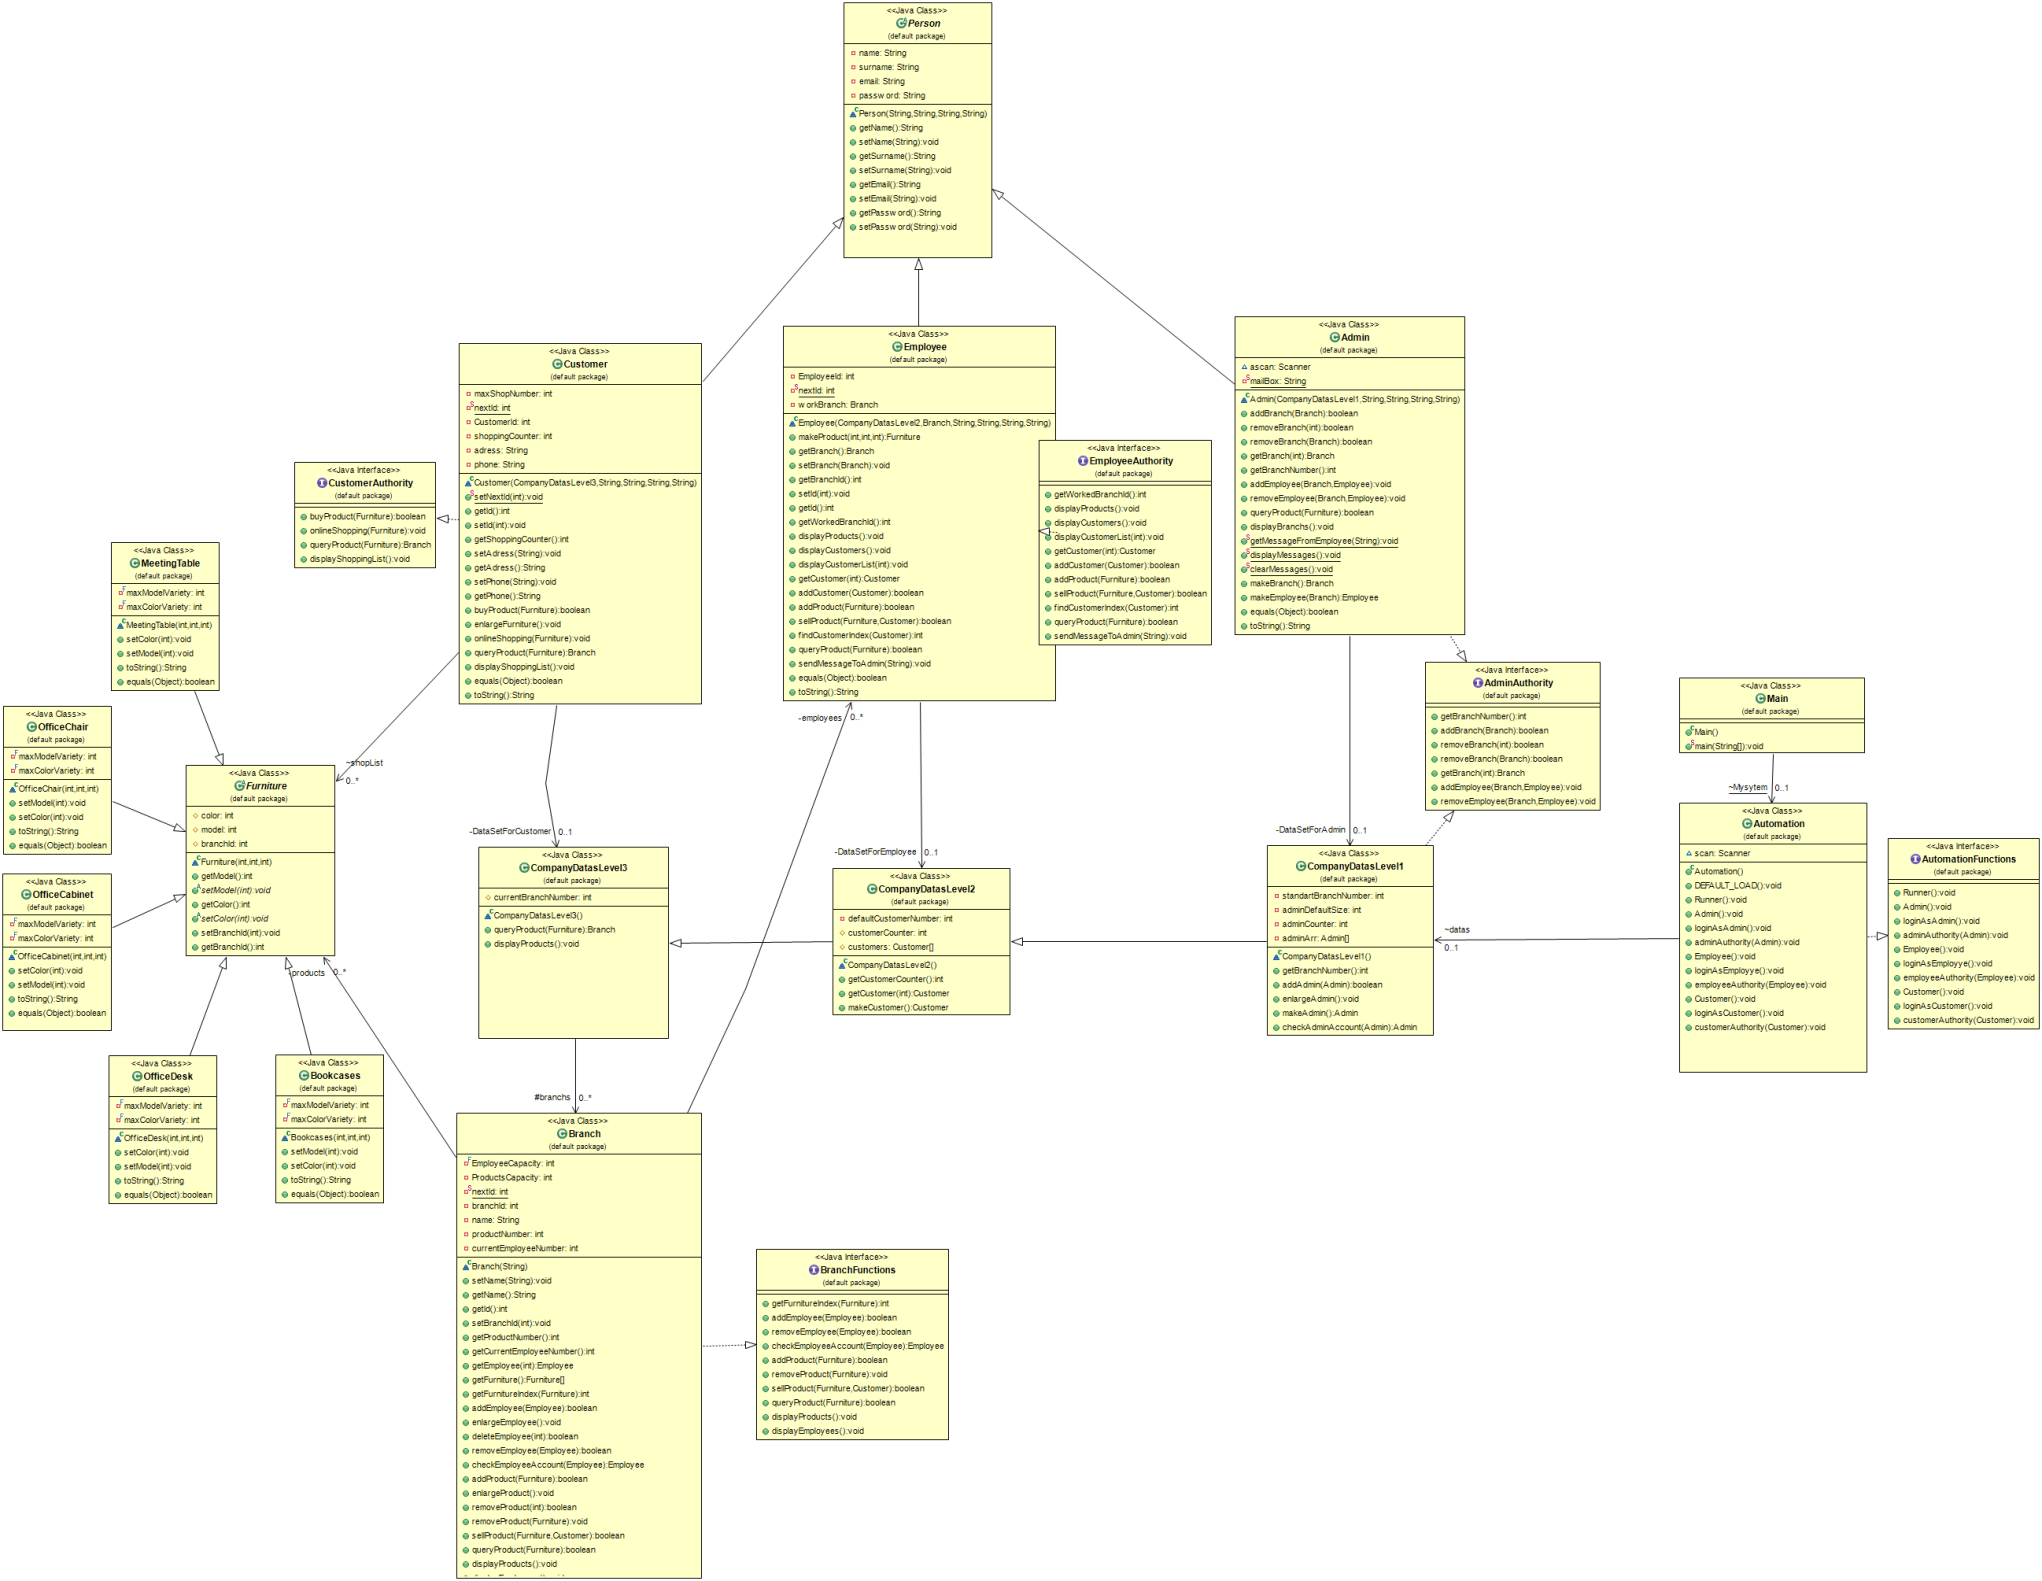 <<Java Class>>
Person
(default package)
name: String
surname: String
email: String
password: String
Person(String,String,String,String)
getName():String
setName(String):void
getSurname():String
setSurname(String):void
getEmail():String
setEmail(String):void
getPassword():String
setPassword(String):void
<<Java Class>>
Customer
(default package)
maxShopNumber: int
nextId: int
CustomerId: int
shoppingCounter: int
adress: String
phone: String
Customer(CompanyDatasLevel3,String,String,String,String)
setNextId(int):void
getId():int
setId(int):void
getShoppingCounter():int
setAdress(String):void
getAdress():String
setPhone(String):void
getPhone():String
buyProduct(Furniture):boolean
enlargeFurniture():void
onlineShopping(Furniture):void
queryProduct(Furniture):Branch
displayShoppingList():void
equals(Object):boolean
toString():String
<<Java Class>>
Employee
(default package)
EmployeeId: int
nextId: int
workBranch: Branch
Employee(CompanyDatasLevel2,Branch,String,String,String,String)
makeProduct(int,int,int):Furniture
getBranch():Branch
setBranch(Branch):void
getBranchId():int
setId(int):void
getId():int
getWorkedBranchId():int
displayProducts():void
displayCustomers():void
displayCustomerList(int):void
getCustomer(int):Customer
addCustomer(Customer):boolean
addProduct(Furniture):boolean
sellProduct(Furniture,Customer):boolean
findCustomerIndex(Customer):int
queryProduct(Furniture):boolean
sendMessageToAdmin(String):void
equals(Object):boolean
toString():String
<<Java Interface>>
EmployeeAuthority
(default package)
getWorkedBranchId():int
displayProducts():void
displayCustomers():void
displayCustomerList(int):void
getCustomer(int):Customer
addCustomer(Customer):boolean
addProduct(Furniture):boolean
sellProduct(Furniture,Customer):boolean
findCustomerIndex(Customer):int
queryProduct(Furniture):boolean
sendMessageToAdmin(String):void
<<Java Class>>
Admin
(default package)
ascan: Scanner
mailBox: String
Admin(CompanyDatasLevel1,String,String,String,String)
addBranch(Branch):boolean
removeBranch(int):boolean
removeBranch(Branch):boolean
getBranch(int):Branch
getBranchNumber():int
addEmployee(Branch,Employee):void
removeEmployee(Branch,Employee):void
queryProduct(Furniture):boolean
displayBranchs():void
getMessageFromEmployee(String):void
displayMessages():void
clearMessages():void
makeBranch():Branch
makeEmployee(Branch):Employee
equals(Object):boolean
toString():String
<<Java Interface>>
CustomerAuthority
(default package)
buyProduct(Furniture):boolean
onlineShopping(Furniture):void
queryProduct(Furniture):Branch
displayShoppingList():void
<<Java Class>>
MeetingTable
(default package)
maxModelVariety: int
maxColorVariety: int
MeetingTable(int,int,int)
setColor(int):void
setModel(int):void
toString():String
equals(Object):boolean
<<Java Class>>
OfficeChair
(default package)
maxModelVariety: int
maxColorVariety: int
OfficeChair(int,int,int)
setModel(int):void
setColor(int):void
toString():String
equals(Object):boolean
<<Java Class>>
Furniture
(default package)
color: int
model: int
branchId: int
Furniture(int,int,int)
getModel():int
setModel(int):void
getColor():int
setColor(int):void
setBranchId(int):void
getBranchId():int
~shopList
0..*
<<Java Class>>
OfficeCabinet
(default package)
maxModelVariety: int
maxColorVariety: int
OfficeCabinet(int,int,int)
setColor(int):void
setModel(int):void
toString():String
equals(Object):boolean
<<Java Class>>
OfficeDesk
(default package)
maxModelVariety: int
maxColorVariety: int
OfficeDesk(int,int,int)
setColor(int):void
setModel(int):void
toString():String
equals(Object):boolean
<<Java Class>>
Bookcases
(default package)
maxModelVariety: int
maxColorVariety: int
Bookcases(int,int,int)
setModel(int):void
setColor(int):void
toString():String
equals(Object):boolean
-products 0..*
-DataSetForCustomer 0..1
<<Java Class>>
CompanyDatasLevel3
(default package)
currentBranchNumber: int
CompanyDatasLevel3()
queryProduct(Furniture):Branch
displayProducts():void
-employees 0..*
-DataSetForEmployee 0..1
<<Java Class>>
CompanyDatasLevel2
(default package)
defaultCustomerNumber: int
customerCounter: int
customers: Customer[]
CompanyDatasLevel2()
getCustomerCounter():int
getCustomer(int):Customer
makeCustomer():Customer
<<Java Interface>>
AdminAuthority
(default package)
getBranchNumber():int
addBranch(Branch):boolean
removeBranch(int):boolean
removeBranch(Branch):boolean
getBranch(int):Branch
addEmployee(Branch,Employee):void
removeEmployee(Branch,Employee):void
-DataSetForAdmin 0..1
<<Java Class>>
CompanyDatasLevel1
(default package)
standartBranchNumber: int
adminDefaultSize: int
adminCounter: int
adminArr: Admin[]
CompanyDatasLevel1()
getBranchNumber():int
addAdmin(Admin):boolean
enlargeAdmin():void
makeAdmin():Admin
checkAdminAccount(Admin):Admin
~datas
0..1
<<Java Class>>
Main
(default package)
Main()
main(String[]):void
~Mysytem 0..1
<<Java Class>>
Automation
(default package)
scan: Scanner
Automation()
DEFAULT_LOAD():void
Runner():void
Admin():void
loginAsAdmin():void
adminAuthority(Admin):void
Employee():void
loginAsEmployye():void
employeeAuthority(Employee):void
Customer():void
loginAsCustomer():void
customerAuthority(Customer):void
<<Java Interface>>
AutomationFunctions
(default package)
Runner():void
Admin():void
loginAsAdmin():void
adminAuthority(Admin):void
Employee():void
loginAsEmployye():void
employeeAuthority(Employee):void
Customer():void
loginAsCustomer():void
customerAuthority(Customer):void
#branchs 0..*
<<Java Class>>
Branch
(default package)
EmployeeCapacity: int
ProductsCapacity: int
nextId: int
branchId: int
name: String
productNumber: int
currentEmployeeNumber: int
Branch(String)
setName(String):void
getName():String
getId():int
setBranchId(int):void
getProductNumber():int
getCurrentEmployeeNumber():int
getEmployee(int):Employee
getFurniture():Furniture[]
getFurnitureIndex(Furniture):int
addEmployee(Employee):boolean
enlargeEmployee():void
deleteEmployee(int):boolean
removeEmployee(Employee):boolean
checkEmployeeAccount(Employee):Employee
addProduct(Furniture):boolean
enlargeProduct():void
removeProduct(int):boolean
removeProduct(Furniture):void
sellProduct(Furniture,Customer):boolean
queryProduct(Furniture):boolean
displayProducts():void
<<Java Interface>>
BranchFunctions
(default package)
getFurnitureIndex(Furniture):int
addEmployee(Employee):boolean
removeEmployee(Employee):boolean
checkEmployeeAccount(Employee):Employee
addProduct(Furniture):boolean
removeProduct(Furniture):void
sellProduct(Furniture,Customer):boolean
queryProduct(Furniture):boolean
displayProducts():void
displayEmployees():void